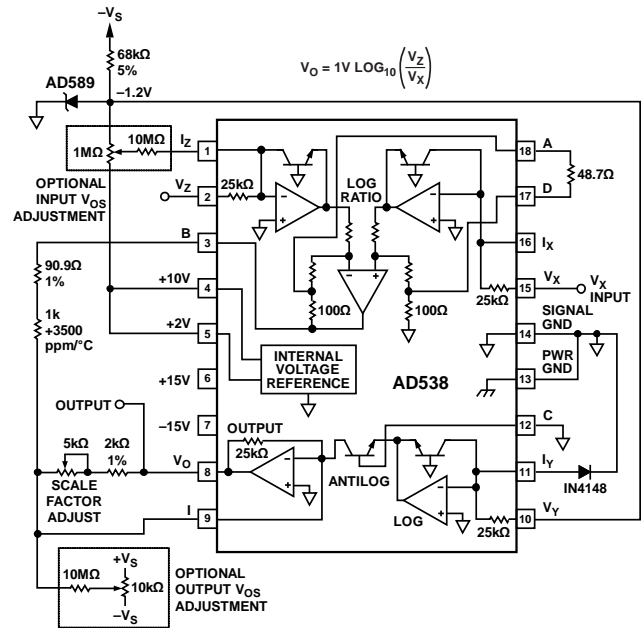 –VS
68kΩ
5%
AD589
–1.2V
VO = 1V LOG10 (VZ/VX)
1MΩ
10MΩ
OPTIONAL
INPUT VOS
ADJUSTMENT
IZ
1
VZ
2
25kΩ
B
3
90.9Ω
1%
1k
+3500
ppm/°C
+10V
4
+2V
5
+15V
6
–15V
7
OUTPUT
5kΩ
2kΩ
1%
SCALE
FACTOR
ADJUST
VO
8
I
9
+VS
10MΩ
10kΩ
–VS
OPTIONAL
OUTPUT VOS
ADJUSTMENT
LOG
RATIO
100Ω
100Ω
INTERNAL
VOLTAGE
REFERENCE
AD538
OUTPUT
25kΩ
ANTILOG
LOG
25kΩ
25kΩ
18
A
48.7Ω
17
D
16
IX
15
VX
VX
INPUT
14
SIGNAL
GND
13
PWR
GND
12
C
11
IY
IN4148
10
VY